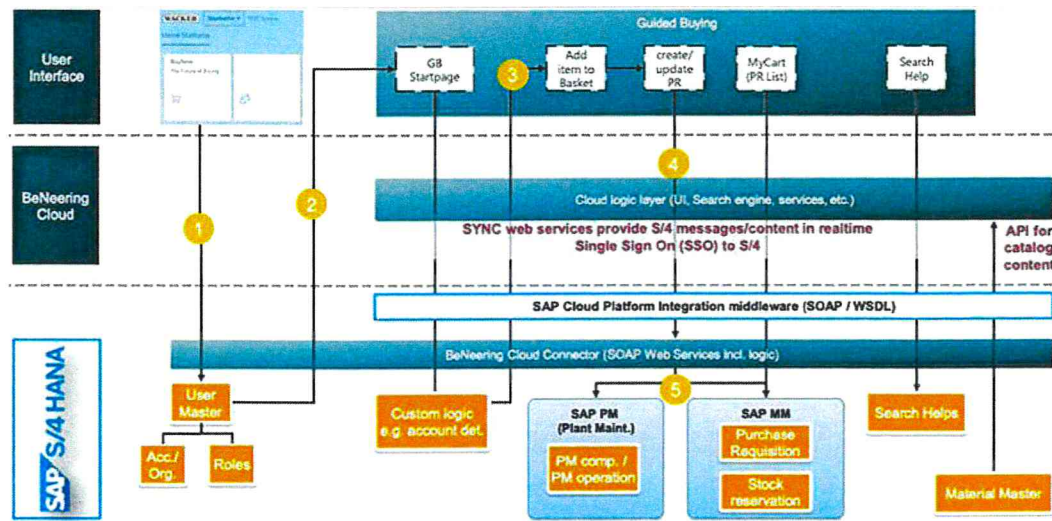 User
Interface
WACKER
Guided Buying
GB
Startpage
3
Add
item to
Basket
create/
update
PR
MyCart
(PR List)
Search
Help
BeNeering
Cloud
1
2
4
Cloud logic layer (UI, Search engine, services, etc.)
SYNC web services provide S/4 messages/content in realtime
Single Sign On (SSO) to S/4
API for
catalog
content
SAP Cloud Platform Integration middleware (SOAP / WSDL)
BeNeering Cloud Connector (SOAP Web Services incl. logic)
SAP S/4 HANA
User
Master
Acc./
Org.
Roles
Custom logic
e.g. account det.
5
SAP PM
(Plant Maint.)
PM comp. /
PM operation
SAP MM
Purchase
Requisition
Stock
reservation
Search Helps
Material Master